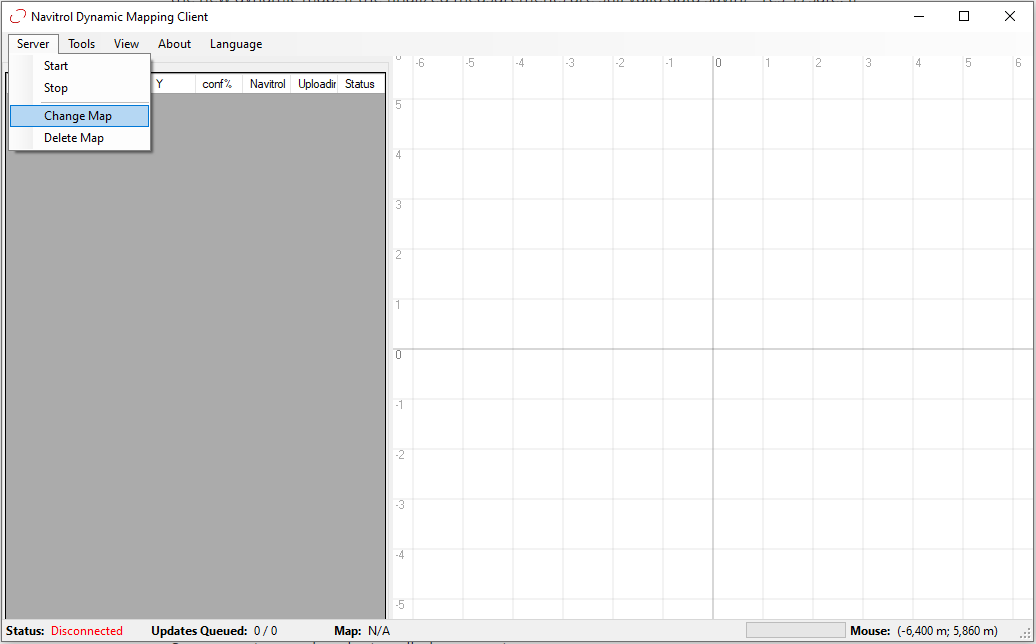 Navitrol Dynamic Mapping Client
Server Tools View About Language
Start
Stop
Change Map
Delete Map
Y conf% Navitrol Uploadin Status
-6 -5 -4 -3 -2 -1 0 1 2 3 4 5 6
5
4
3
2
1
0
-1
-2
-3
-4
-5
Status: Disconnected Updates Queued: 0 / 0 Map: N/A Mouse: (-6,400 m; 5,860 m)